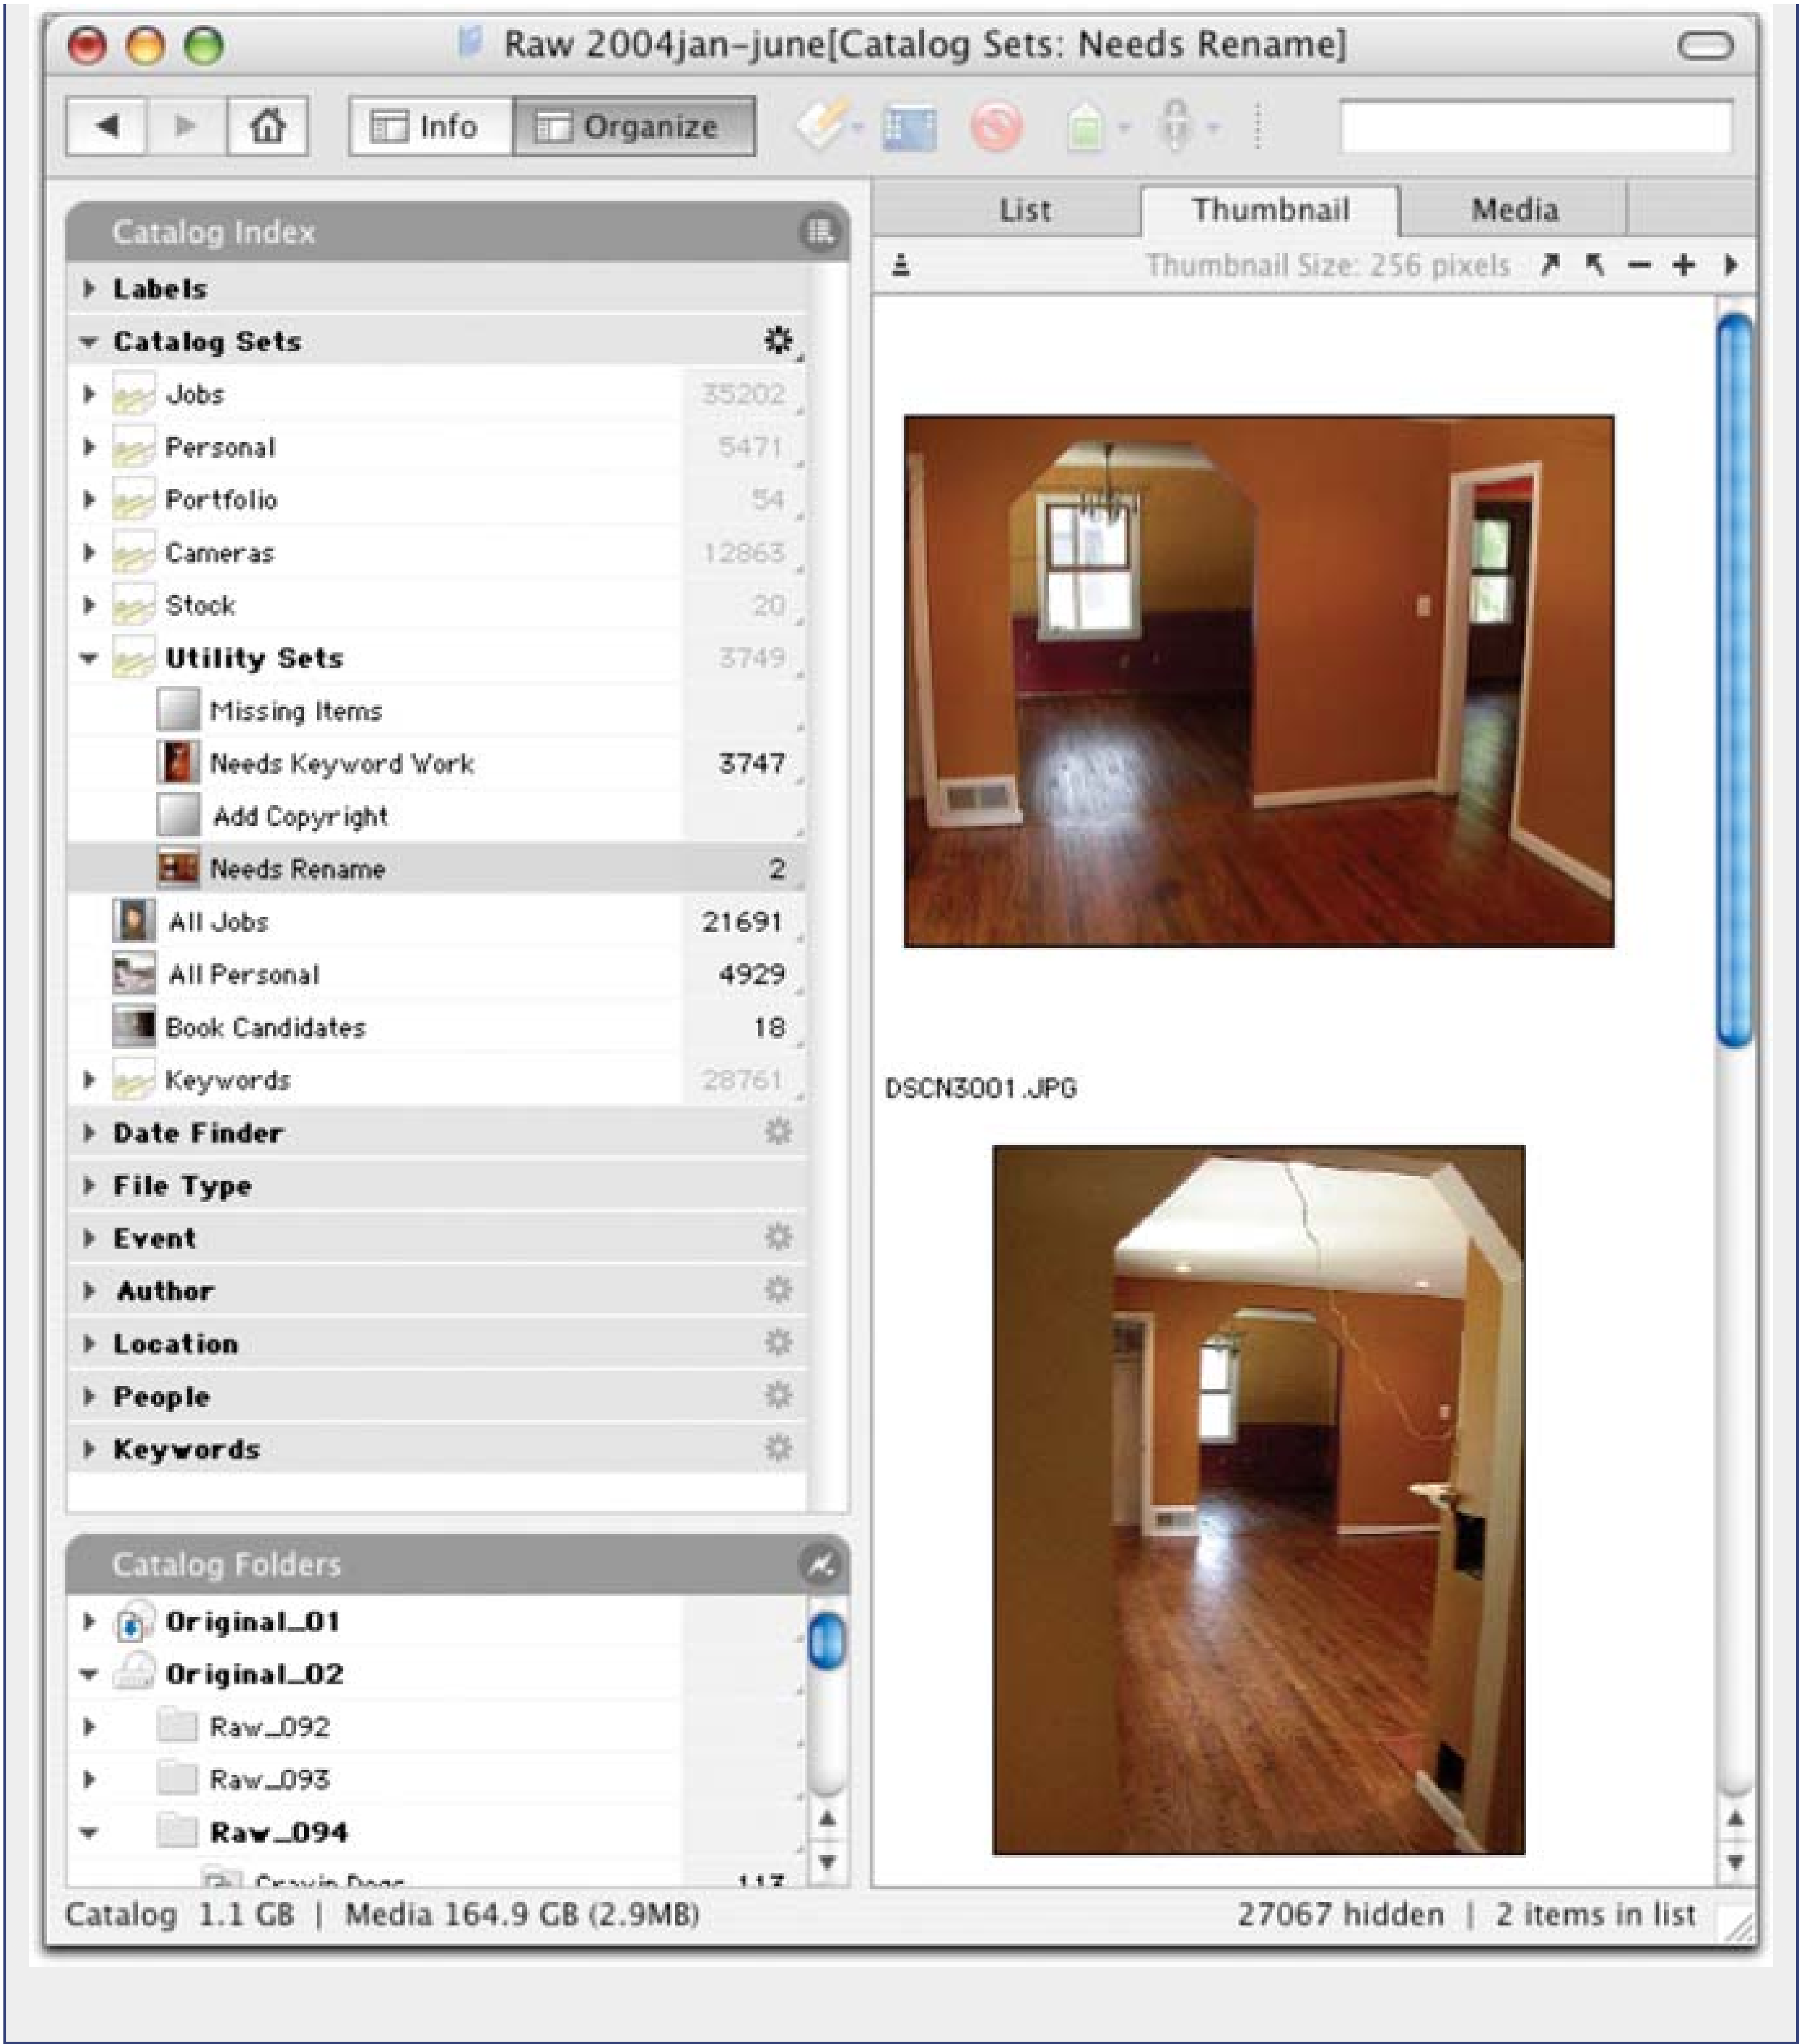 Raw 2004jan-june[Catalog Sets: Needs Rename]
Info Organize
Catalog Index
Labels
Catalog Sets
Jobs 35202
Personal 5471
Portfolio 54
Cameras 12863
Stock 20
Utility Sets 3749
Missing Items
Needs Keyword Work 3747
Add Copyright
Needs Rename 2
All Jobs 21691
All Personal 4929
Book Candidates 18
Keywords 28761
Date Finder
File Type
Event
Author
Location
People
Keywords
Catalog Folders
Original_01
Original_02
Raw_092
Raw_093
Raw_094
List Thumbnail Media
Thumbnail Size: 256 pixels
DSCN3001.JPG
Catalog 1.1 GB | Media 164.9 GB (2.9MB)
27067 hidden | 2 items in list